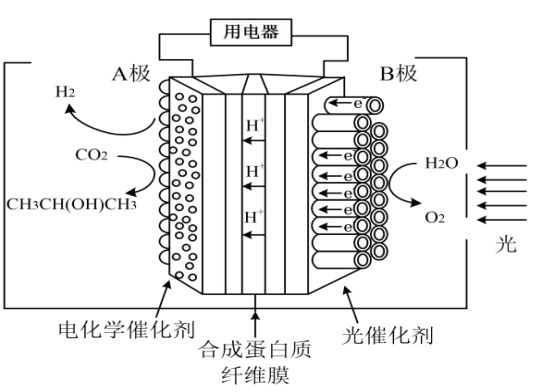 用电器
A极
B极
H2
CO2
CH3CH(OH)CH3
H+
H+
H+
e
e
e
e
e
e
H2O
O2
光
电化学催化剂
光催化剂
合成蛋白质
纤维膜